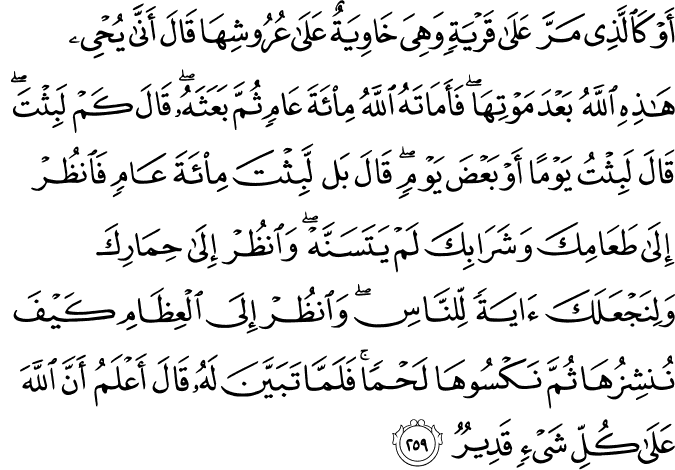 أَوْ كَٱلَّذِى مَرَّ عَلَىٰ قَرْيَةٍ وَهِىَ خَاوِيَةٌ عَلَىٰ عُرُوشِهَا قَالَ أَنَّىٰ يُحْىِۦ
هَـٰذِهِ ٱللَّهُ بَعْدَ مَوْتِهَا ۖ فَأَمَاتَهُ ٱللَّهُ مِا۟ئَةَ عَامٍ ثُمَّ بَعَثَهُۥ ۖ قَالَ كَمْ لَبِثْتَ ۖ
قَالَ لَبِثْتُ يَوْمًا أَوْ بَعْضَ يَوْمٍ ۖ قَالَ بَل لَّبِثْتَ مِا۟ئَةَ عَامٍ فَٱنظُرْ
إِلَىٰ طَعَامِكَ وَشَرَابِكَ لَمْ يَتَسَنَّهْ ۖ وَٱنظُرْ إِلَىٰ حِمَارِكَ
وَلِنَجْعَلَكَ ءَايَةً لِّلنَّاسِ ۖ وَٱنظُرْ إِلَى ٱلْعِظَامِ كَيْفَ
نُنشِزُهَا ثُمَّ نَكْسُوهَا لَحْمًا ۚ فَلَمَّا تَبَيَّنَ لَهُۥ قَالَ أَعْلَمُ أَنَّ ٱللَّهَ
عَلَىٰ كُلِّ شَىْءٍ قَدِيرٌ ٢٥٩